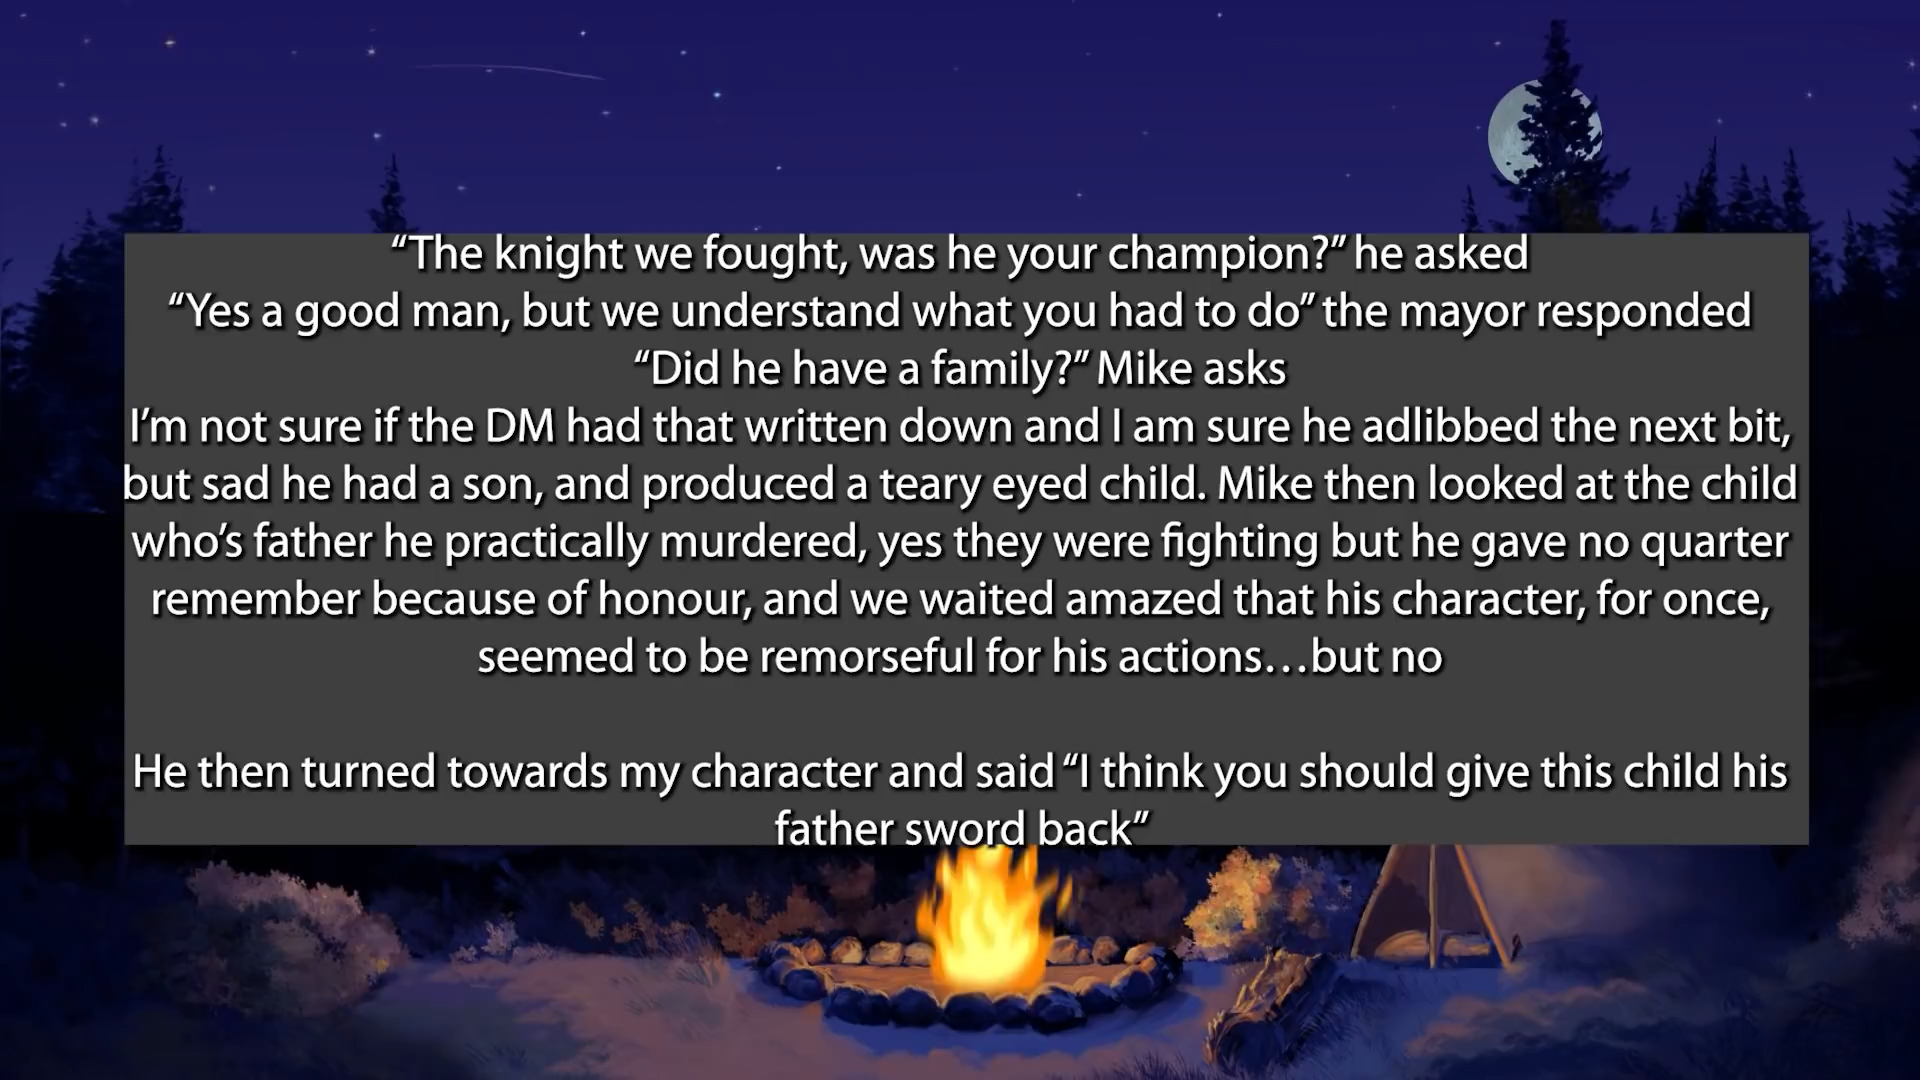 “The knight we fought, was he your champion?” he asked
“Yes a good man, but we understand what you had to do” the mayor responded
“Did he have a family?” Mike asks
I’m not sure if the DM had that written down and I am sure he adlibbed the next bit,
but sad he had a son, and produced a teary eyed child. Mike then looked at the child
who’s father he practically murdered, yes they were fighting but he gave no quarter
remember because of honour, and we waited amazed that his character, for once,
seemed to be remorseful for his actions…but no
He then turned towards my character and said “I think you should give this child his
father sword back”